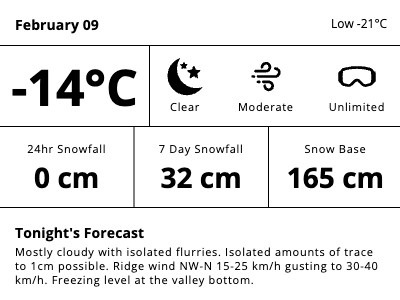 February 09
Low -21°C
-14°C
Clear
Moderate
Unlimited
24hr Snowfall
7 Day Snowfall
Snow Base
0 cm
32 cm
165 cm
Tonight's Forecast
Mostly cloudy with isolated flurries. Isolated amounts of trace
to 1cm possible. Ridge wind NW-N 15-25 km/h gusting to 30-40
km/h. Freezing level at the valley bottom.